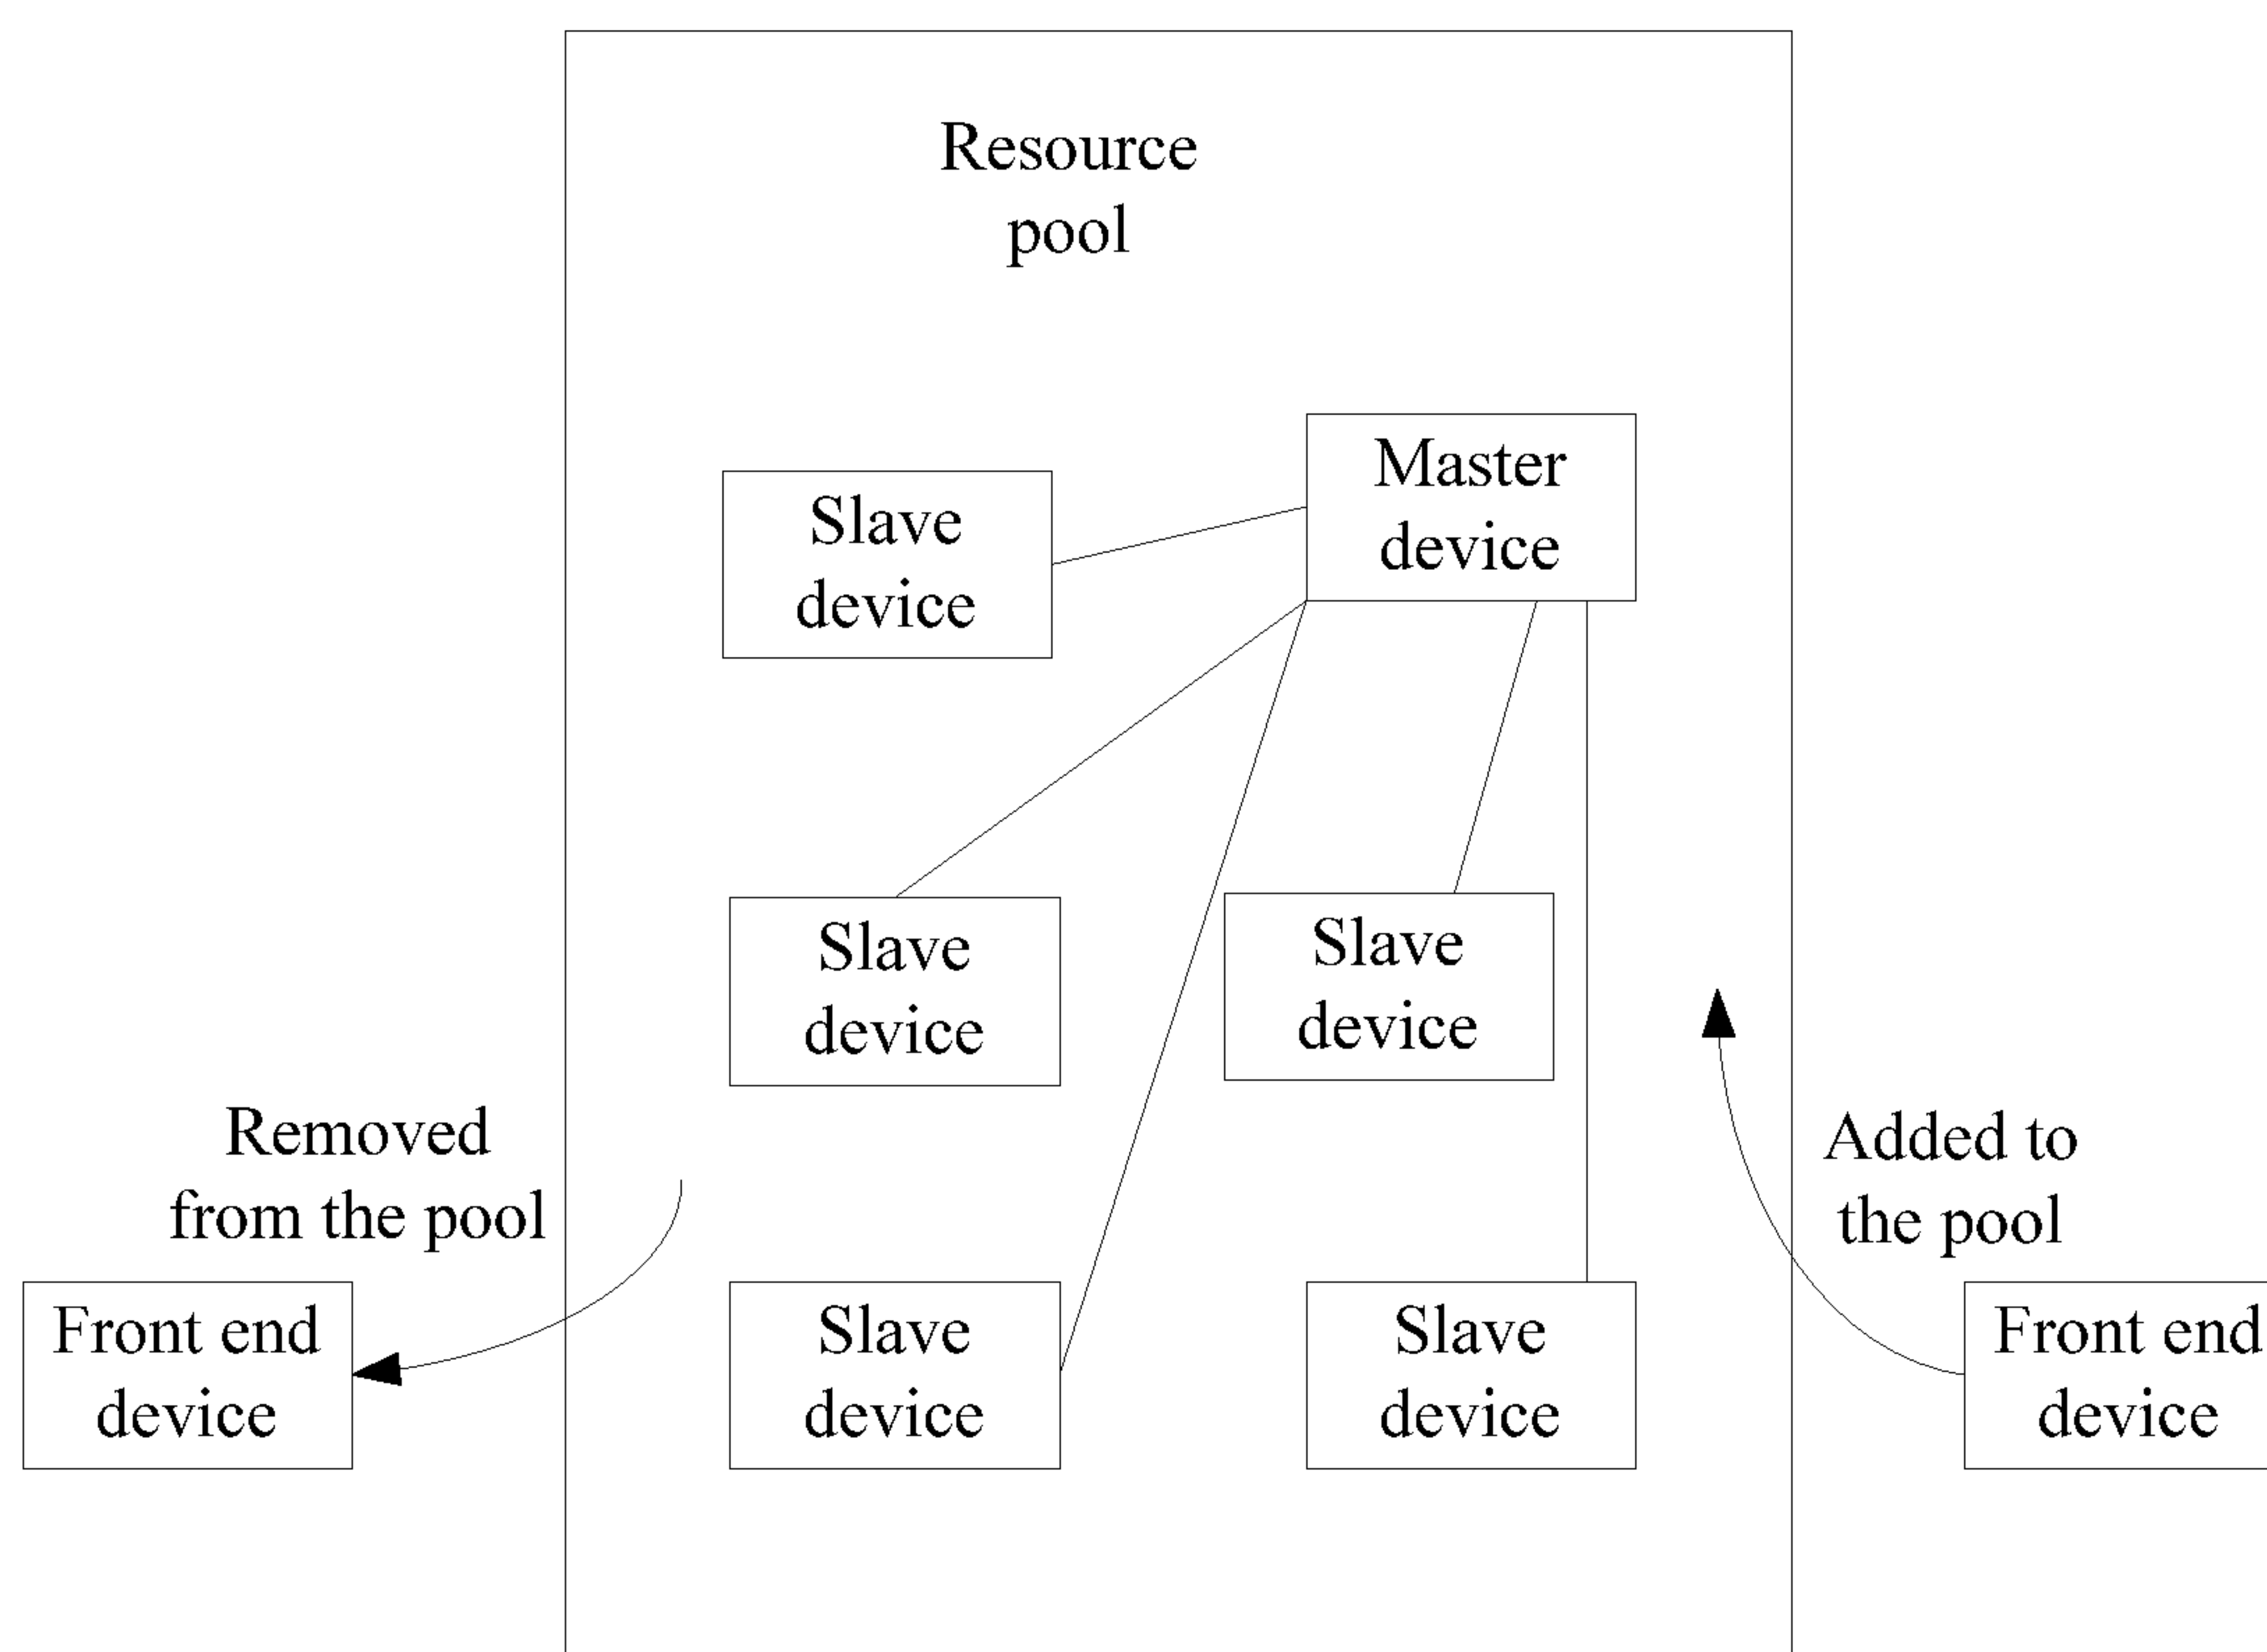 Resource
pool
Master
device
Slave
device
Slave
device
Slave
device
Removed
from the pool
Added to
the pool
Front end
device
Slave
device
Slave
device
Front end
device